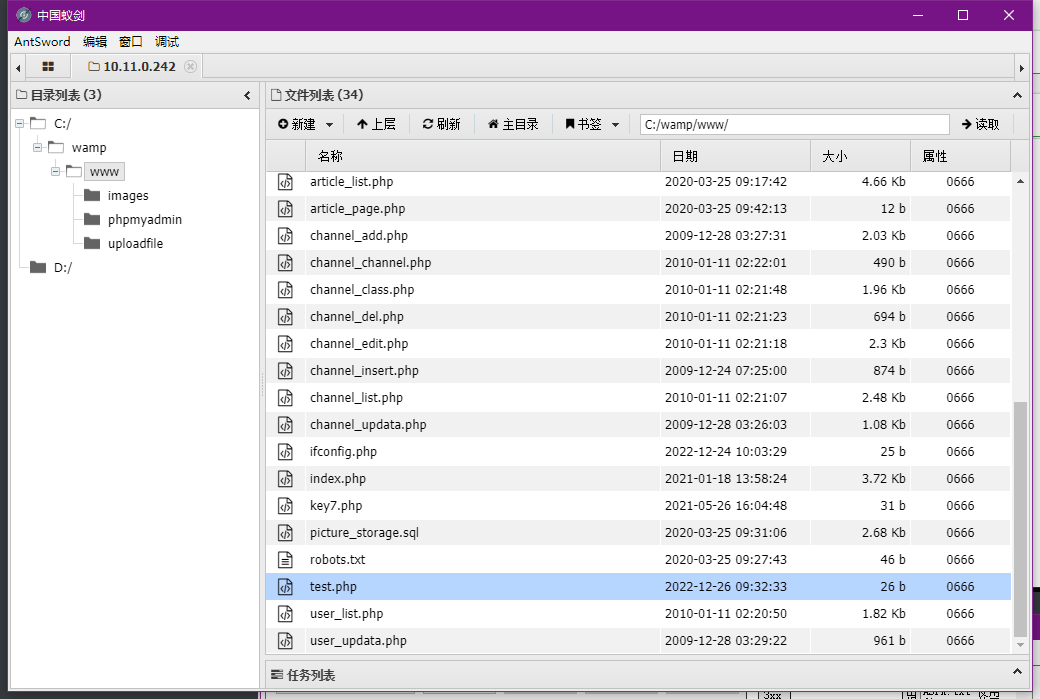 中国蚁剑
AntSword 编辑 窗口 调试
10.11.0.242
目录列表 (3)
C:/
wamp
www
images
phpmyadmin
uploadfile
D:/
文件列表 (34)
新建 上层 刷新 主目录 书签 C:/wamp/www/ 读取
名称 日期 大小 属性
article_list.php 2020-03-25 09:17:42 4.66 Kb 0666
article_page.php 2020-03-25 09:42:13 12 b 0666
channel_add.php 2009-12-28 03:27:31 2.03 Kb 0666
channel_channel.php 2010-01-11 02:22:01 490 b 0666
channel_class.php 2010-01-11 02:21:48 1.96 Kb 0666
channel_del.php 2010-01-11 02:21:23 694 b 0666
channel_edit.php 2010-01-11 02:21:18 2.3 Kb 0666
channel_insert.php 2009-12-24 07:25:00 874 b 0666
channel_list.php 2010-01-11 02:21:07 2.48 Kb 0666
channel_updata.php 2009-12-28 03:26:03 1.08 Kb 0666
ifconfig.php 2022-12-24 10:03:29 25 b 0666
index.php 2021-01-18 13:58:24 3.72 Kb 0666
key7.php 2021-05-26 16:04:48 31 b 0666
picture_storage.sql 2020-03-25 09:31:06 2.68 Kb 0666
robots.txt 2020-03-25 09:27:43 46 b 0666
test.php 2022-12-26 09:32:33 26 b 0666
user_list.php 2010-01-11 02:20:50 1.82 Kb 0666
user_updata.php 2009-12-28 03:29:22 961 b 0666
任务列表
3xx